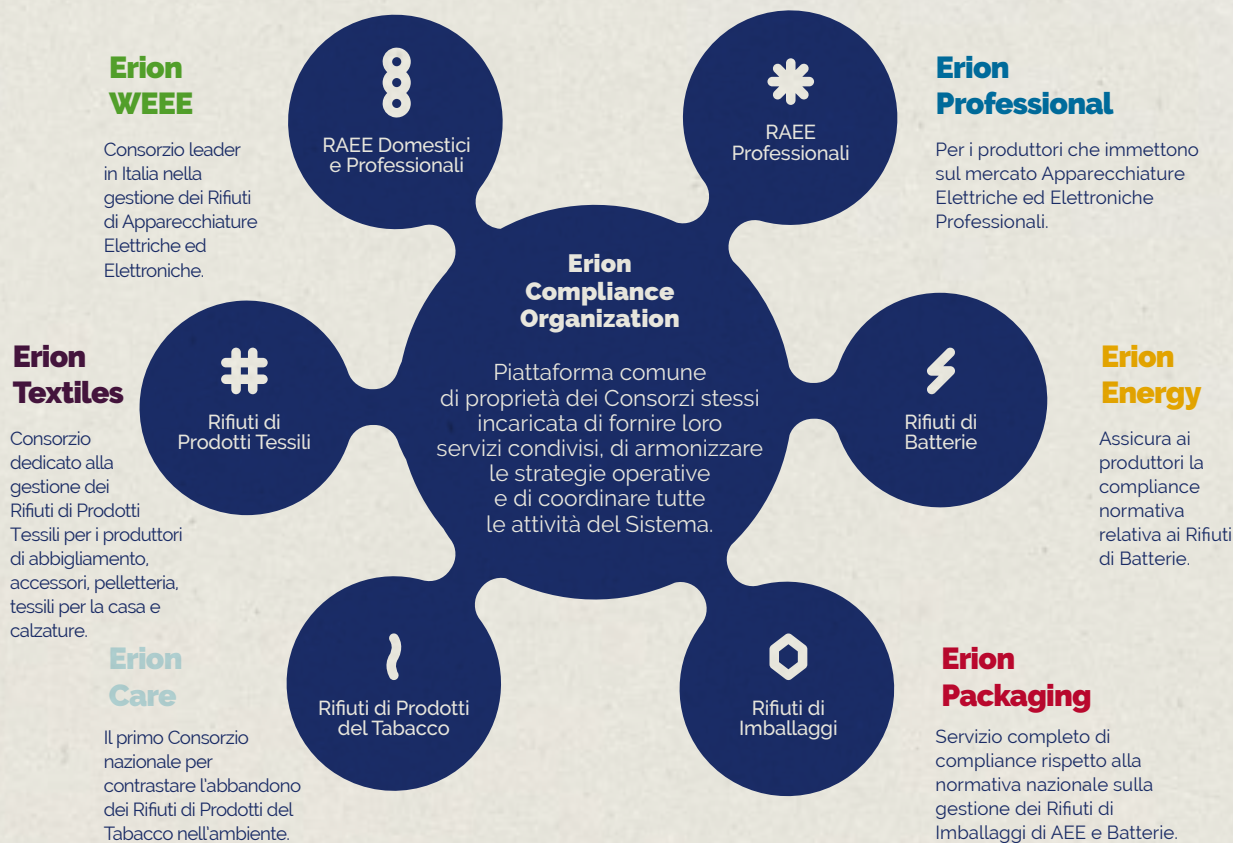 Erion
WEEE
Consorzio leader
in Italia nella
gestione dei Rifiuti
di Apparecchiature
Elettriche ed
Elettroniche.
RAEE Domestici
e Professionali
RAEE
Professionali
Erion
Professional
Per i produttori che immettono
sul mercato Apparecchiature
Elettriche ed Elettroniche
Professionali.
Erion
Compliance
Organization
Piattaforma comune
di proprietà dei Consorzi stessi
incaricata di fornire loro
servizi condivisi, di armonizzare
le strategie operative
e di coordinare tutte
le attività del Sistema.
Erion
Textiles
Consorzio
dedicato alla
gestione dei
Rifiuti di Prodotti
Tessili per i produttori
di abbigliamento,
accessori, pelletteria,
tessili per la casa e
calzature.
Rifiuti di
Prodotti Tessili
Rifiuti di
Batterie
Erion
Energy
Assicura ai
produttori la
compliance
normativa
relativa ai Rifiuti
di Batterie.
Erion
Care
Il primo Consorzio
nazionale per
contrastare l'abbandono
dei Rifiuti di Prodotti del
Tabacco nell'ambiente.
Rifiuti di Prodotti
del Tabacco
Rifiuti di
Imballaggi
Erion
Packaging
Servizio completo di
compliance rispetto alla
normativa nazionale sulla
gestione dei Rifiuti di
Imballaggi di AEE e Batterie.